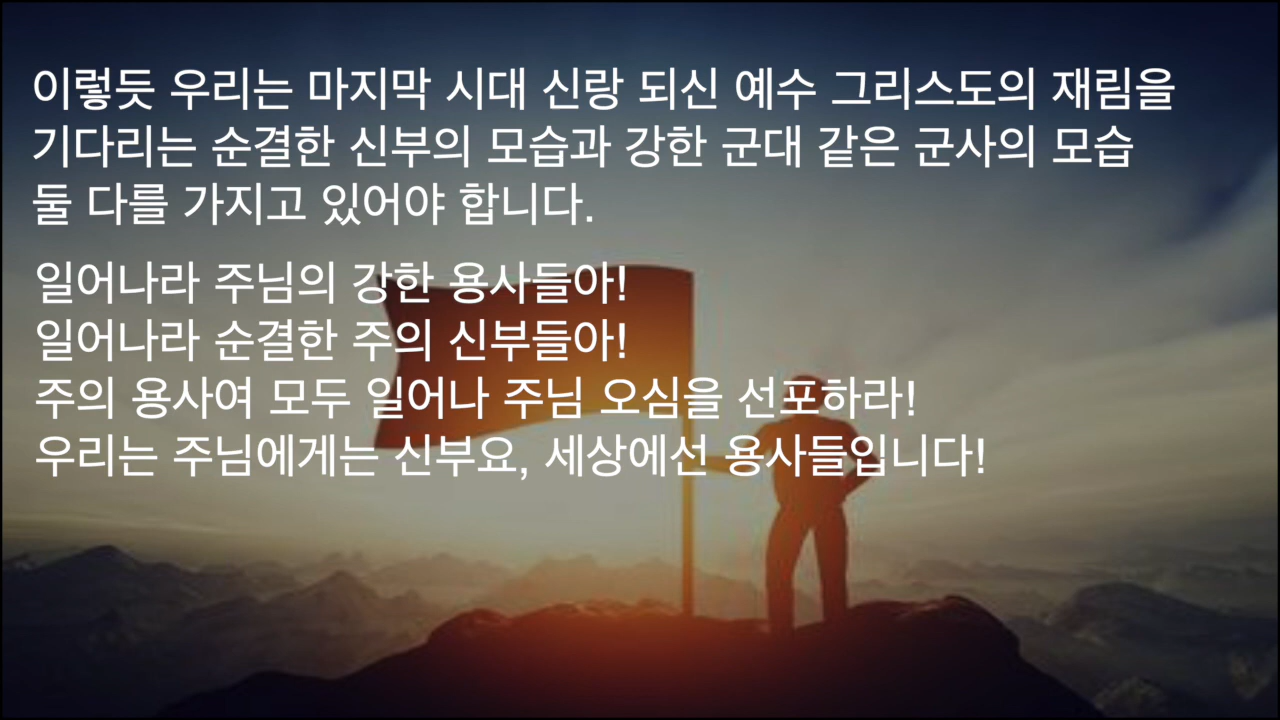 이렇듯 우리는 마지막 시대 신랑 되신 예수 그리스도의 재림을
기다리는 순결한 신부의 모습과 강한 군대 같은 군사의 모습
둘 다를 가지고 있어야 합니다.
일어나라 주님의 강한 용사들아!
일어나라 순결한 주의 신부들아!
주의 용사여 모두 일어나 주님 오심을 선포하라!
우리는 주님에게는 신부요, 세상에선 용사들입니다!